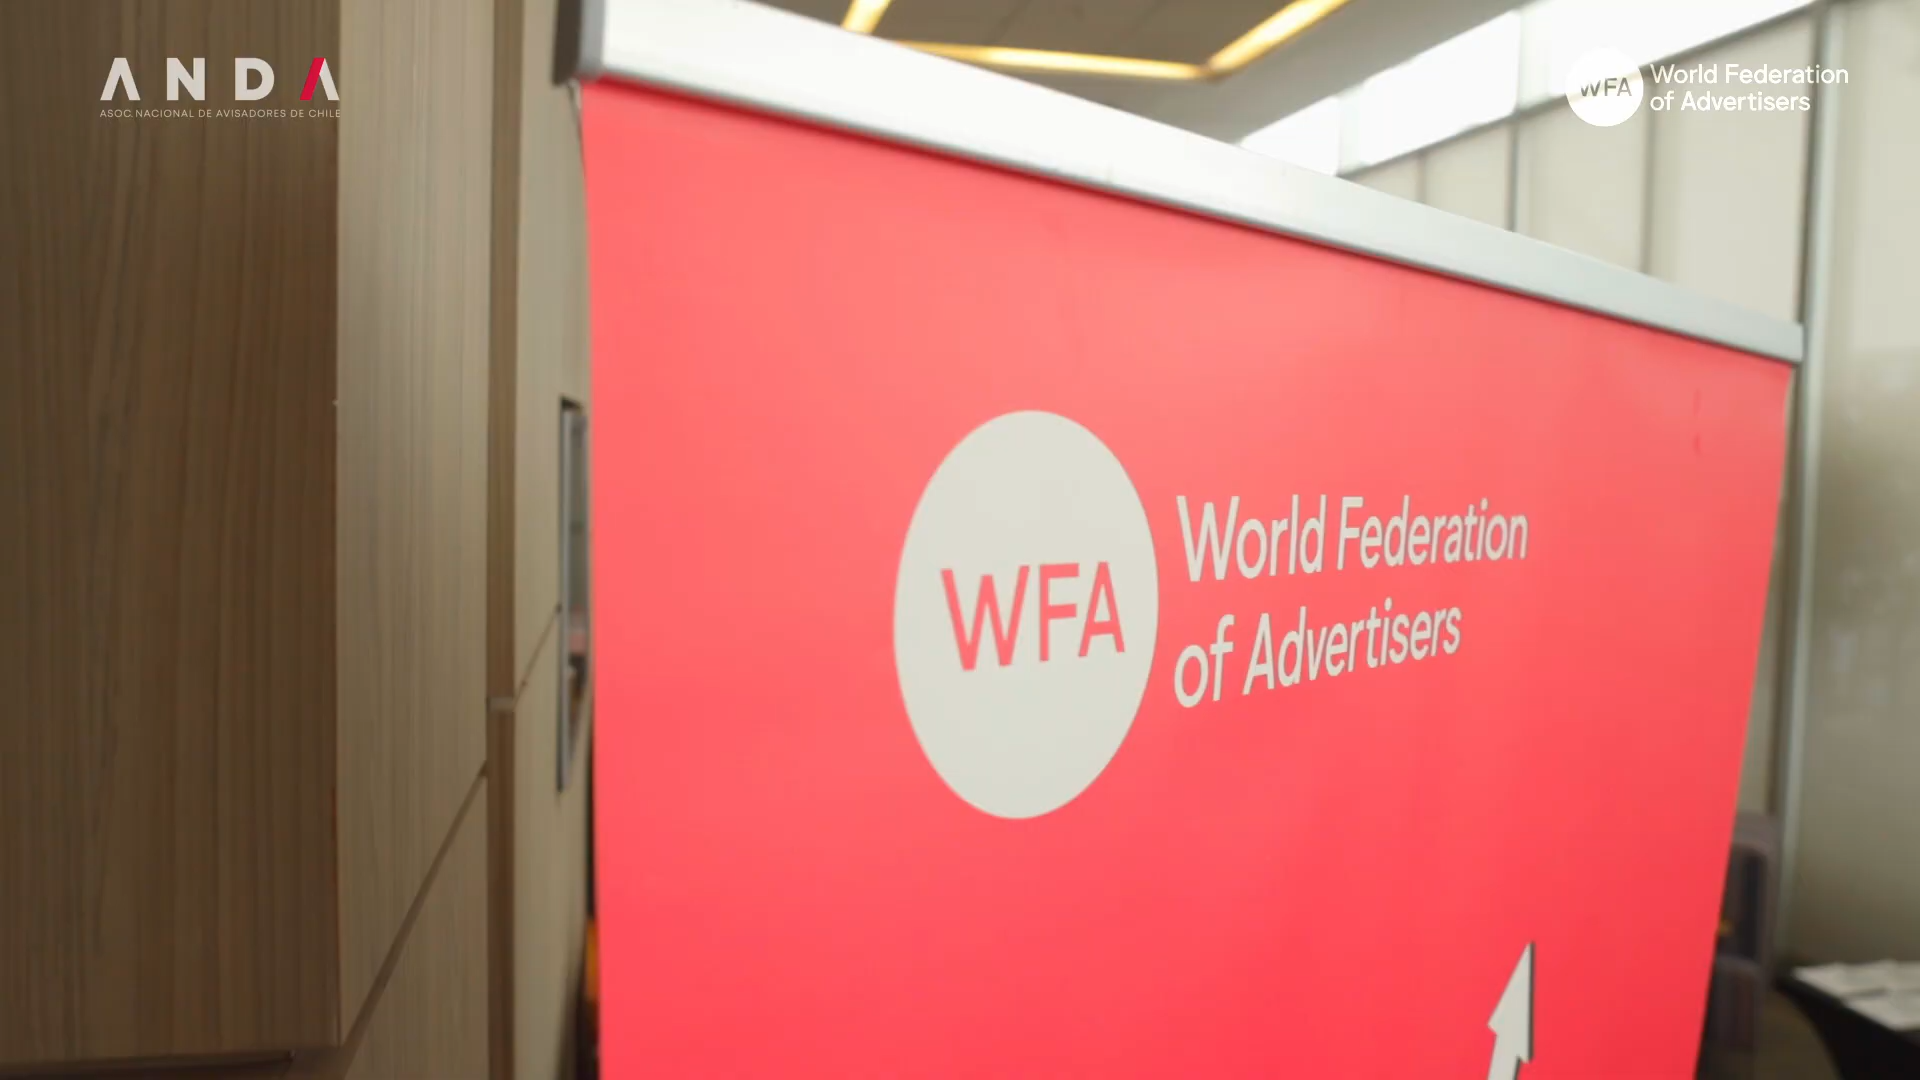 ANDA
ASOC. NACIONAL DE AVISADORES DE CHILE
WFA
World Federation
of Advertisers
WFA
World Federation
of Advertisers